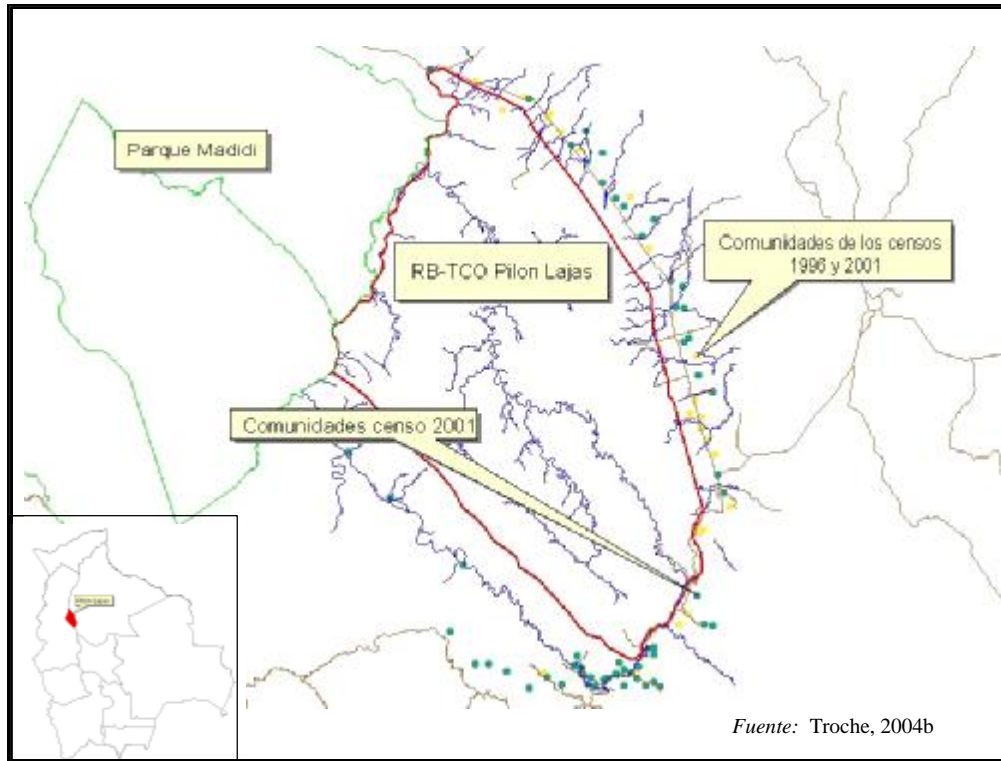 Parque Madidi
RB-TCO Pilon Lajas
Comunidades de los censos
1996 y 2001
Comunidades censo 2001
Fuente: Troche, 2004b